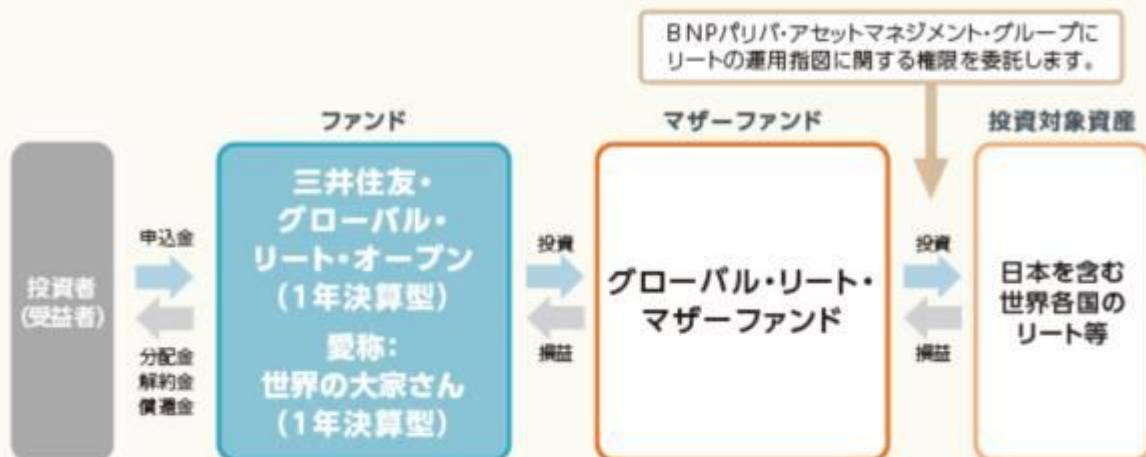 BNPパリバ・アセットマネジメント・グループに
リートの運用指図に関する権限を委託します。
ファンド
マザーファンド
投資対象資産
投資者
(受益者)
申込金
分配金
解約金
償還金
三井住友・
グローバル・
リート・オープン
(1年決算型)
愛称:
世界の大家さん
(1年決算型)
投資
損益
グローバル・リート・
マザーファンド
投資
損益
日本を含む
世界各国の
リート等